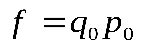 f = q₀p₀